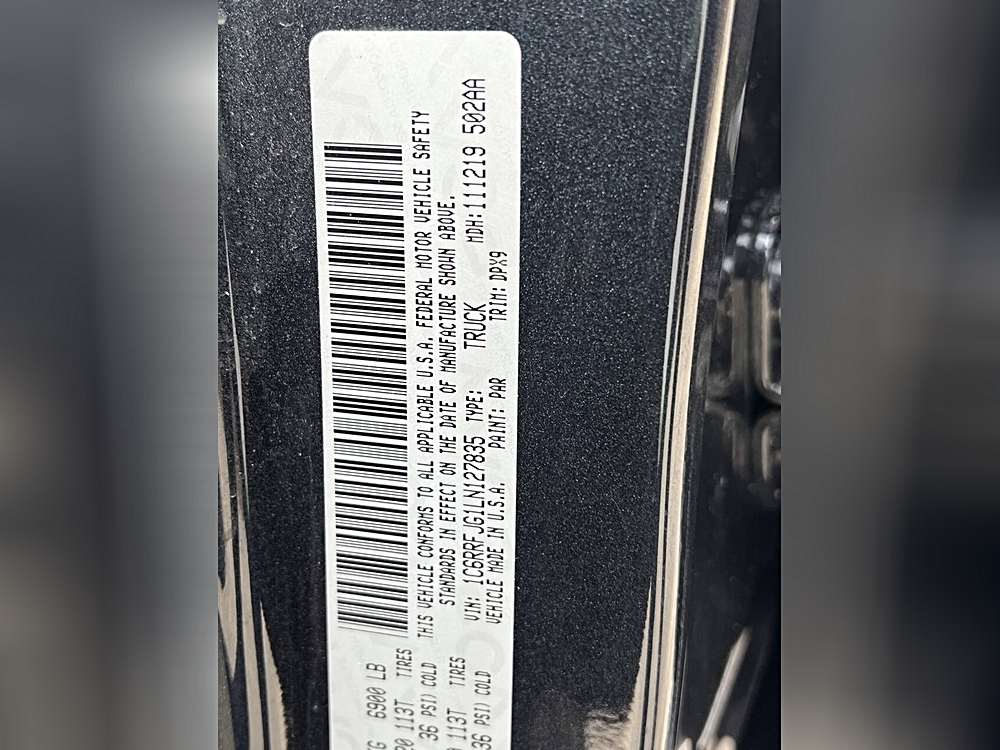 6900 LB
113T TIRES
36 PSI) COLD
113T TIRES
36 PSI) COLD
THIS VEHICLE CONFORMS TO ALL APPLICABLE U.S.A. FEDERAL MOTOR VEHICLE SAFETY
STANDARDS IN EFFECT ON THE DATE OF MANUFACTURE SHOWN ABOVE.
VIN: 1C6RRFJG1LN127835 TYPE: TRUCK MDH:111219 502AA
VEHICLE MADE IN U.S.A. PAINT: PAR TRIM: DPX9